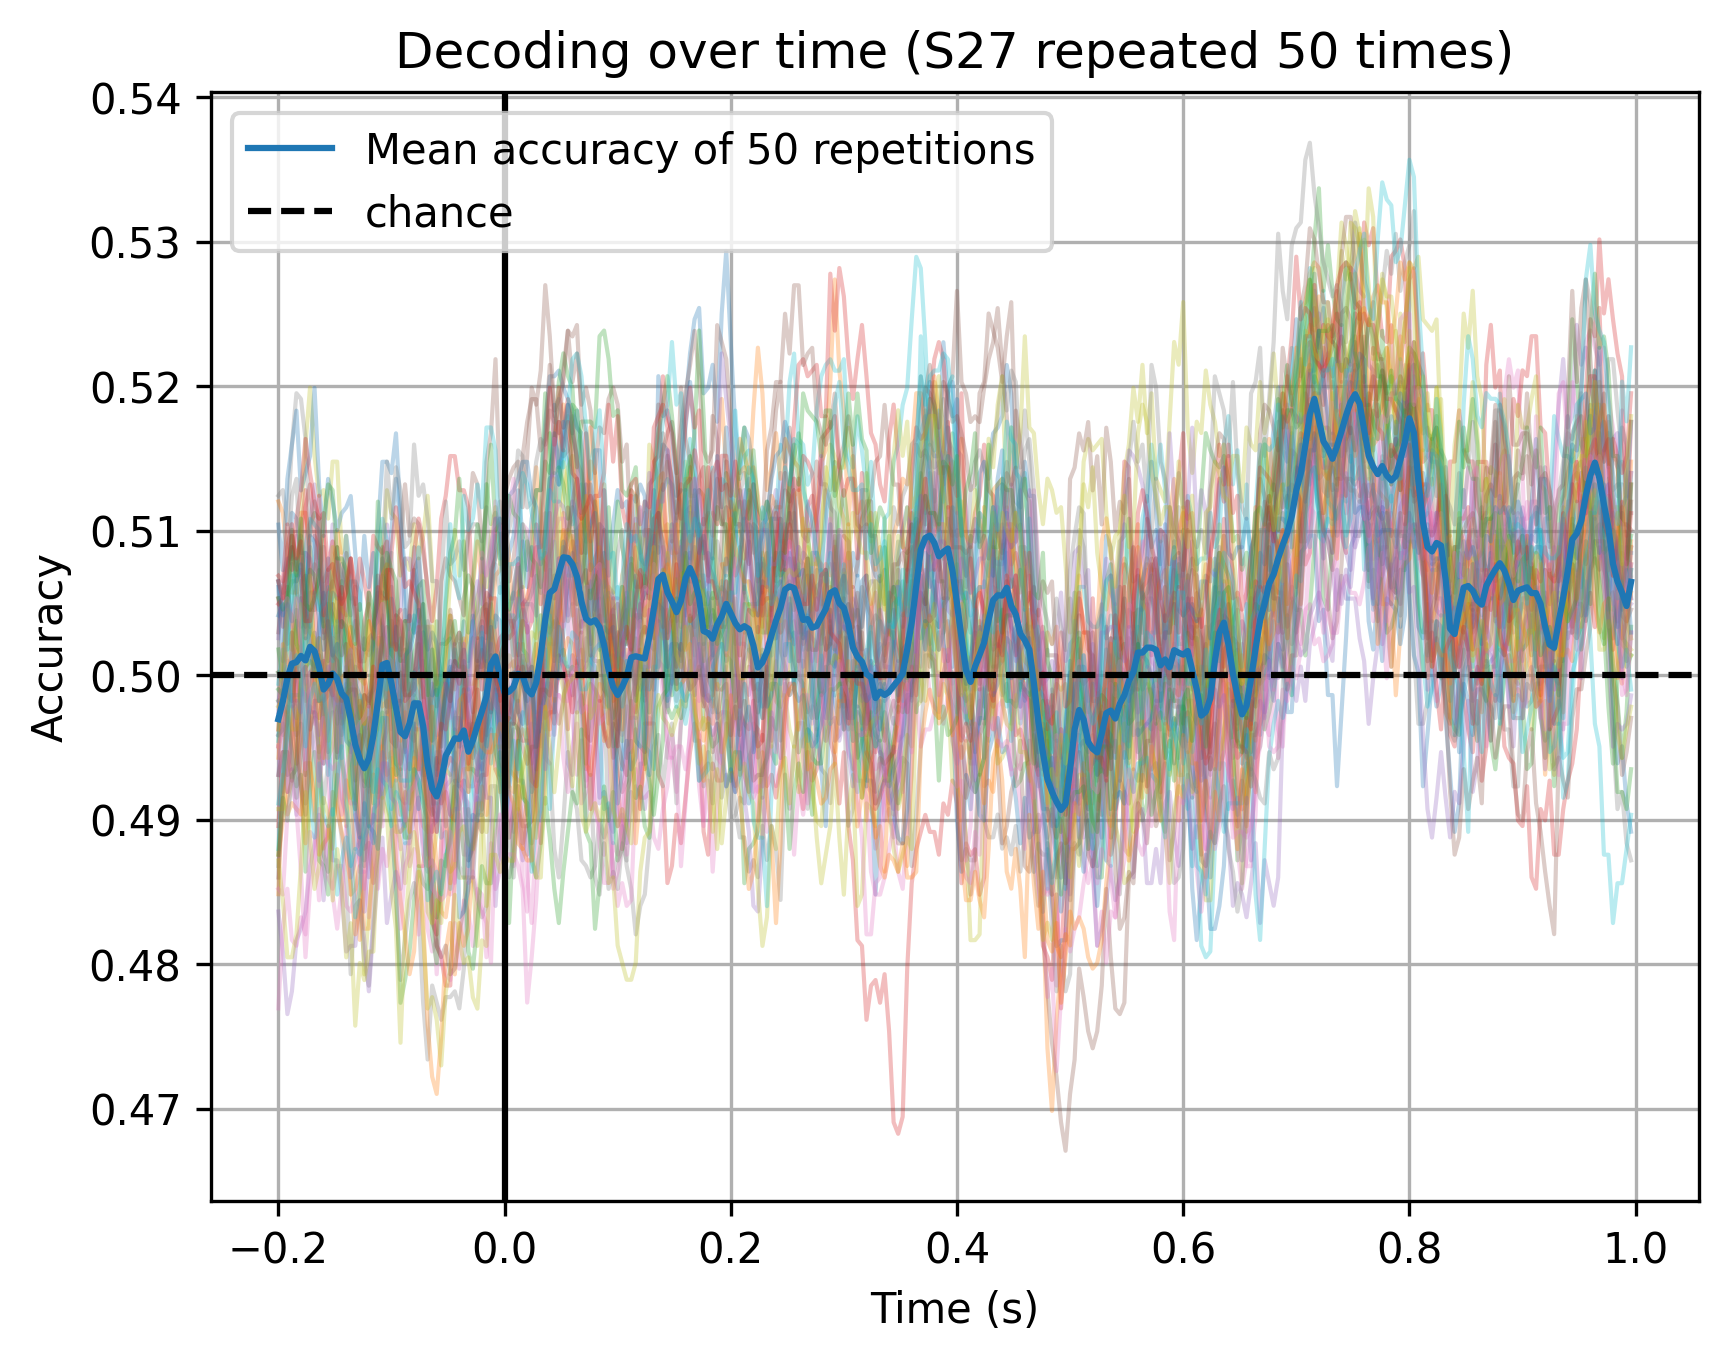 Decoding over time (S27 repeated 50 times)
Mean accuracy of 50 repetitions
chance
0.54
0.53
0.52
0.51
0.50
0.49
0.48
0.47
Accuracy
−0.2 0.0 0.2 0.4 0.6 0.8 1.0
Time (s)